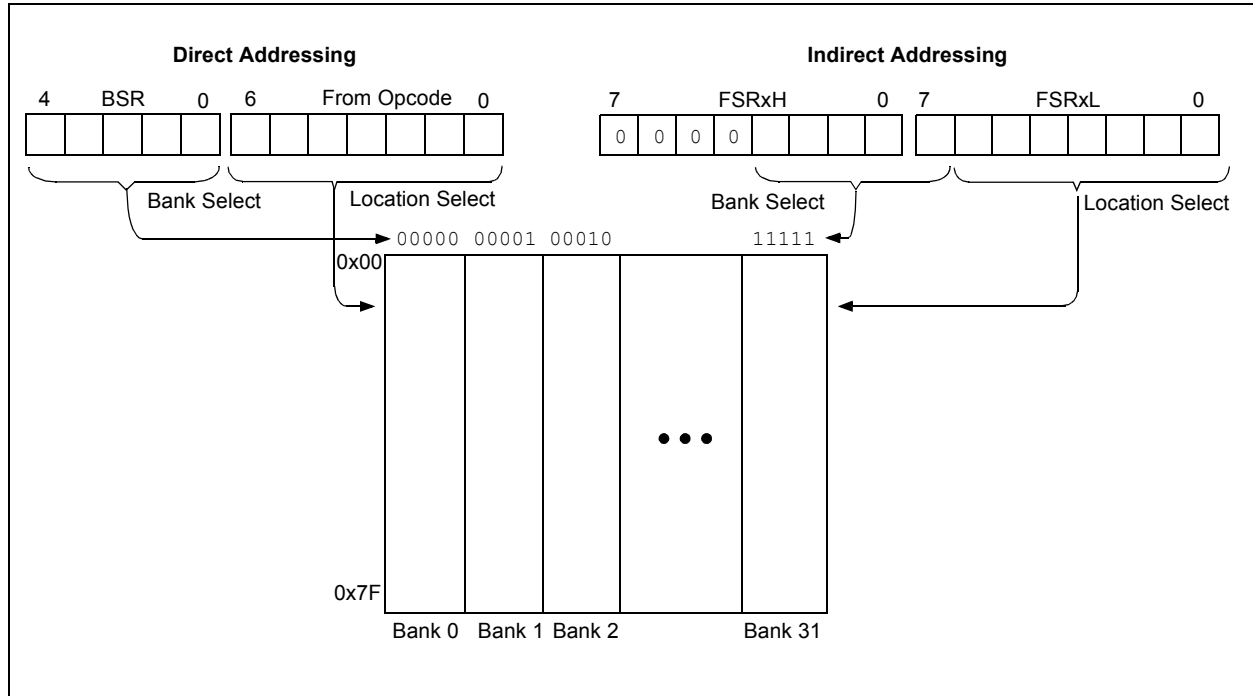 Direct Addressing
Indirect Addressing
4 BSR 0 6 From Opcode 0
7 FSRxH 0 7 FSRxL 0
0 0 0 0
Bank Select Location Select
Bank Select Location Select
00000 00001 00010 11111
0x00
0x7F
Bank 0 Bank 1 Bank 2 Bank 31